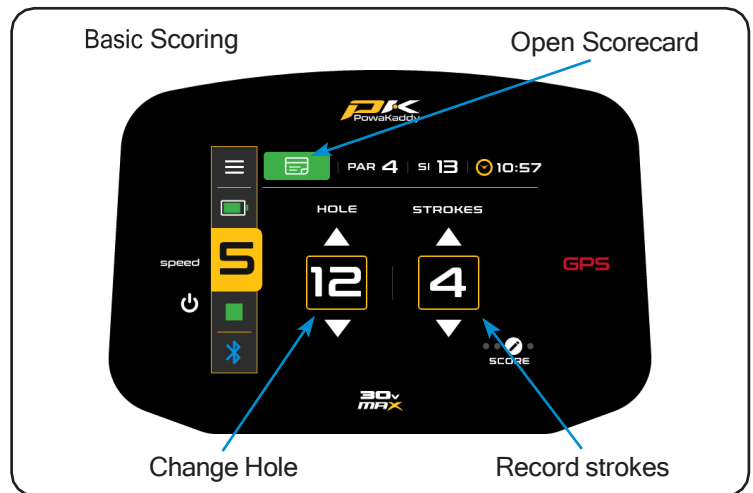 Basic Scoring
Open Scorecard
PK
PowaKaddy
PAR 4 SI 13 10:57
HOLE STROKES
speed 5
12 4
GPS
SCORE
30v
MAX
Change Hole
Record strokes